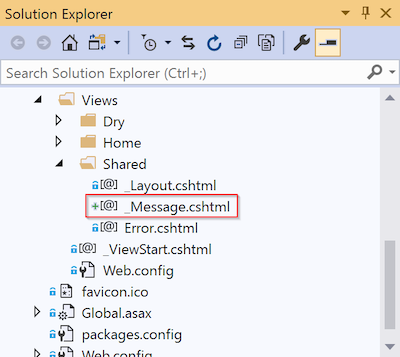 Solution Explorer
Search Solution Explorer (Ctrl+;)
Views
Dry
Home
Shared
[@] _Layout.cshtml
+[@] _Message.cshtml
[@] Error.cshtml
[@] _ViewStart.cshtml
Web.config
favicon.ico
Global.asax
packages.config
Web.config